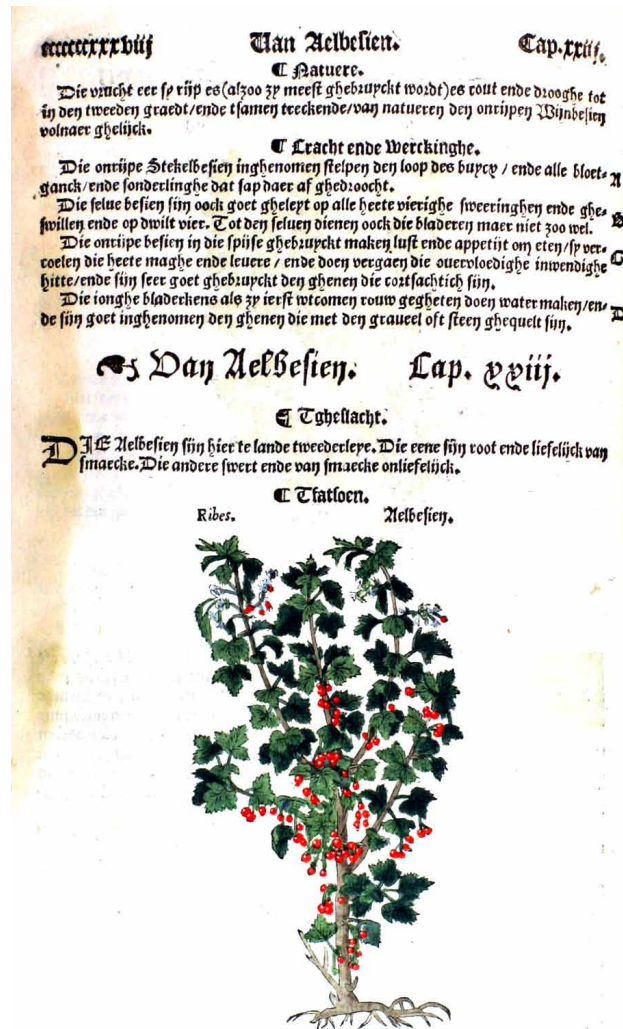 ccccccxxxviij Van Aelbesien. Cap.xxiij.
¶ Natuere.
Die vrucht eer sy rijp es (alzoo zy meest ghebruyckt wordt) es cout ende drooghe tot
in den tweeden graedt/ende tsamen treckende/van natueren den onrijpen Wijnbesien
volnaer ghelijck.
¶ Cracht ende Werckinghe.
Die onrijpe Stekelbesien inghenomen stelpen den loop des buycx / ende alle bloet-
ganck/ende sonderlinghe dat sap daer af ghedroocht. A
Die selue besien sijn oock goet gheleyt op alle heete vierighe sweeringhen ende ghe-
swillen ende op dwilt vier. Tot den seluen dienen oock die bladeren maer niet zoo wel. B
Die onrijpe besien in die spijse ghebruyckt maken lust ende appetijt om eten/sy ver-
coelen die heete maghe ende leuere / ende doen vergaen die ouervloedighe inwendighe C
hitte/ende sijn seer goet ghebruyckt den ghenen die cortsachtich sijn.
Die ionghe bladerkens als zy ierst wtcomen rouw gegheten doen water maken/en-
de sijn goet inghenomen den ghenen die met den graueel oft steen ghequelt sijn. D
Van Aelbesien. Cap. xxiij.
¶ Tgheslacht.
DIE Aelbesien sijn hier te lande tweederleye. Die eene sijn root ende liefelijck van
smaecke. Die andere swert ende van smaecke onliefelijck.
¶ Tfatsoen.
Ribes. Aelbesien.